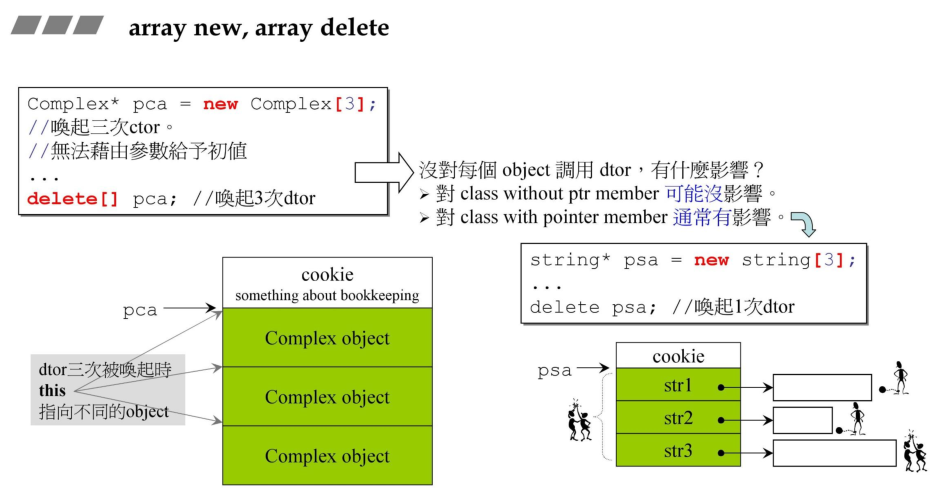 array new, array delete
Complex* pca = new Complex[3];
//喚起三次ctor。
//無法藉由參數給予初值
...
delete[] pca; //喚起3次dtor
沒對每個 object 調用 dtor，有什麼影響？
➢ 對 class without ptr member 可能沒影響。
➢ 對 class with pointer member 通常有影響。
string* psa = new string[3];
...
delete psa; //喚起1次dtor
cookie
something about bookkeeping
pca
Complex object
Complex object
Complex object
dtor三次被喚起時
this
指向不同的object
psa
cookie
str1
str2
str3